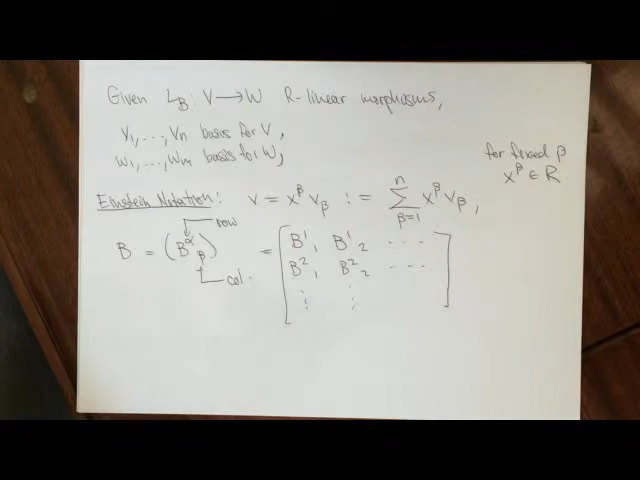 Given L_B : V → W R-linear morphisms,
v_1, ..., v_n basis for V,
w_1, ..., w_m basis for W,
for fixed β
x^β ∈ R
Einstein Notation: v = x^β v_β := ∑_{β=1}^{n} x^β v_β,
row
B = (B^α_β) = [B^1_1 B^1_2 ...
B^2_1 B^2_2 ...
⋮ ⋮ ]
col.